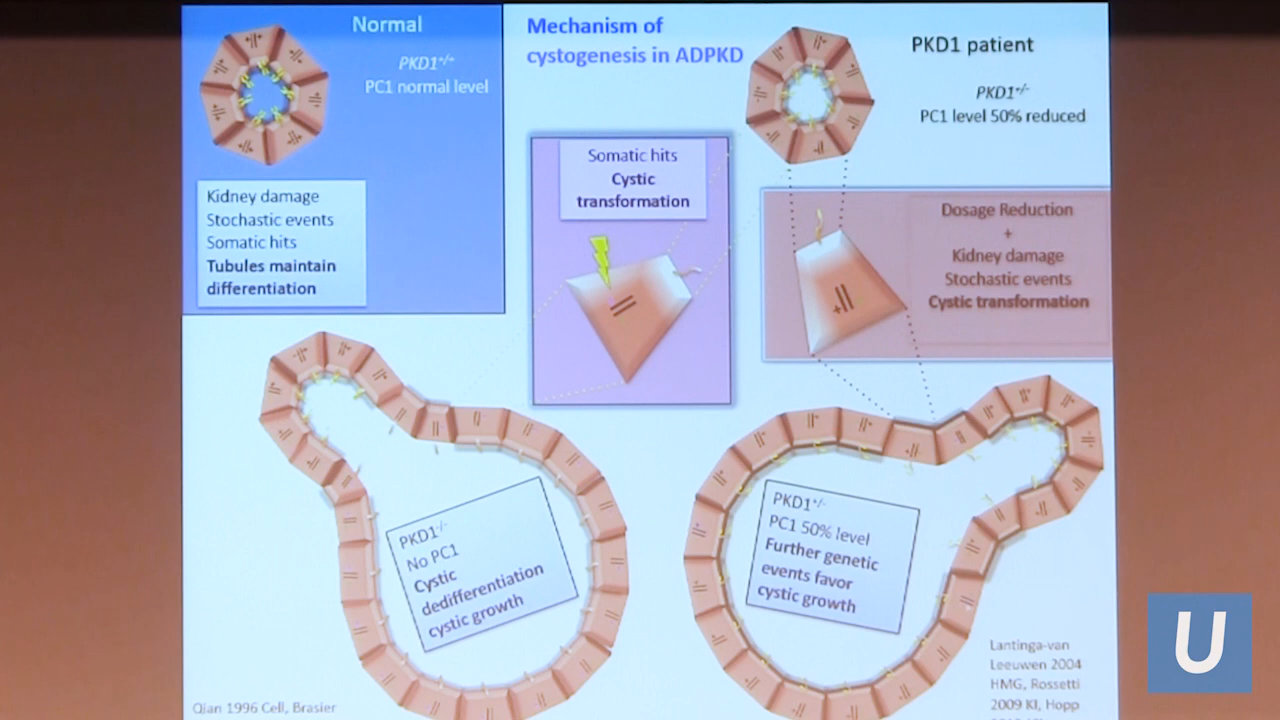 Normal
PKD1+/+
PC1 normal level
Kidney damage
Stochastic events
Somatic hits
Tubules maintain
differentiation
Mechanism of
cystogenesis in ADPKD
PKD1 patient
PKD1+/-
PC1 level 50% reduced
Somatic hits
Cystic
transformation
Dosage Reduction
+
Kidney damage
Stochastic events
Cystic transformation
PKD1-/-
No PC1
Cystic
dedifferentiation
cystic growth
PKD1+/-
PC1 50% level
Further genetic
events favor
cystic growth
Qian 1996 Cell, Brasier
Lantinga-van
Leeuwen 2004
HMG, Rossetti
2009 KI, Hopp
U